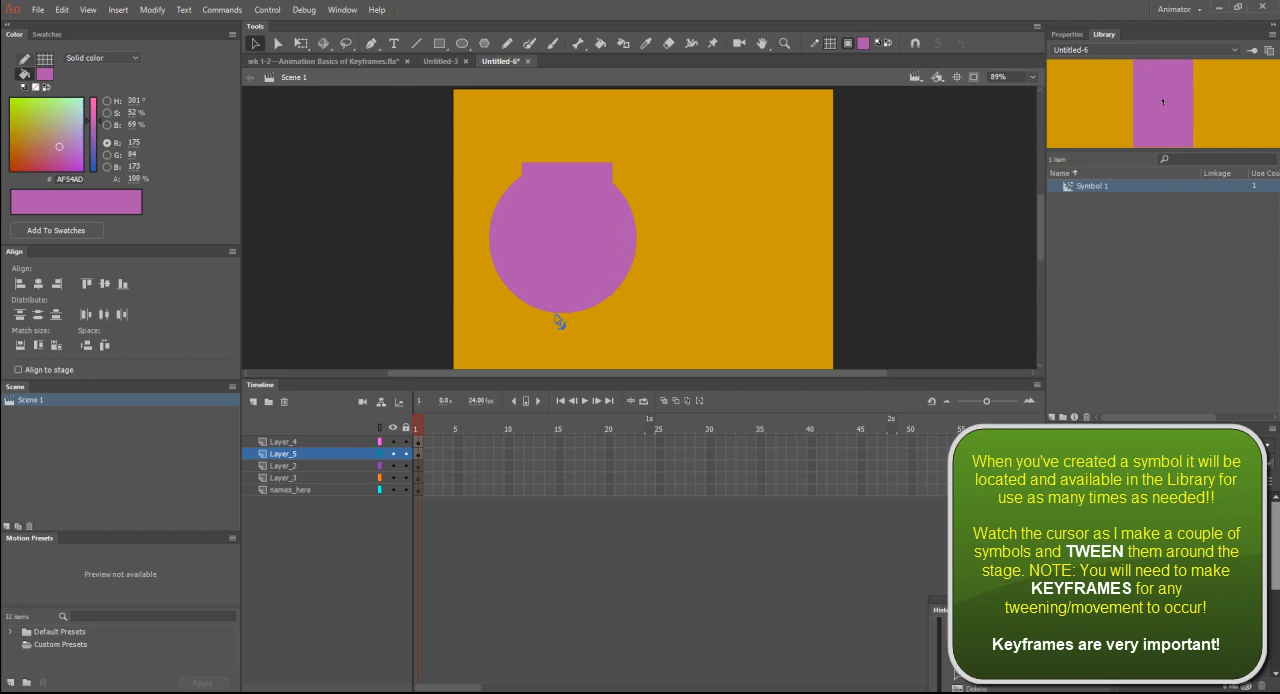 An File Edit View Insert Modify Text Commands Control Debug Window Help Animator
Color Swatches
Tools
Properties Library
Solid color
wk 1-2---Animation Basics of Keyframes.fla* × Untitled-3 × Untitled-6* ×
Untitled-6
Scene 1
89%
H: 301 °
S: 52 %
B: 69 %
R: 175
G: 84
B: 173
# AF54AD
A: 100 %
Add To Swatches
1 item
Name Linkage Use Cou
Symbol 1 1
Align
Align:
Distribute:
Match size: Space:
Align to stage
Scene
Scene 1
Timeline
1 0.0 s 24.00 fps
1s 2s
1 5 10 15 20 25 30 35 40 45 50 55
Layer_4
Layer_5
Layer_2
Layer_3
names_here
Motion Presets
Preview not available
32 items
Default Presets
Custom Presets
Apply
Histo
Delete
When you've created a symbol it will be
located and available in the Library for
use as many times as needed!!
Watch the cursor as I make a couple of
symbols and TWEEN them around the
stage. NOTE: You will need to make
KEYFRAMES for any
tweening/movement to occur!
Keyframes are very important!